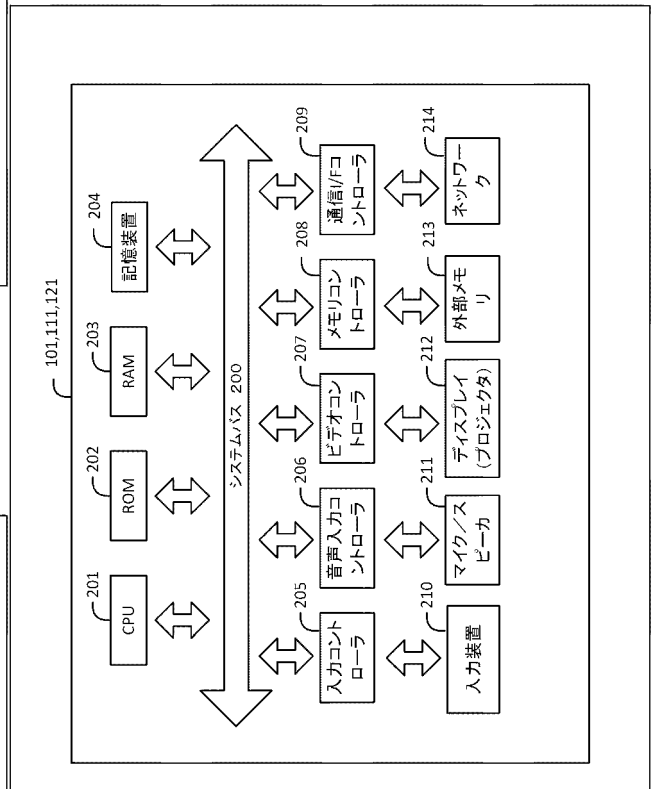 101,111,121
201
202
203
204
CPU
ROM
RAM
記憶装置
システムバス 200
205
206
207
208
209
入力コント
ローラ
音声入力コ
ントローラ
ビデオコン
トローラ
メモリコン
トローラ
通信I/Fコ
ントローラ
210
211
212
213
214
入力装置
マイク/ス
ピーカ
ディスプレイ
(プロジェクタ)
外部メモ
リ
ネットワー
ク